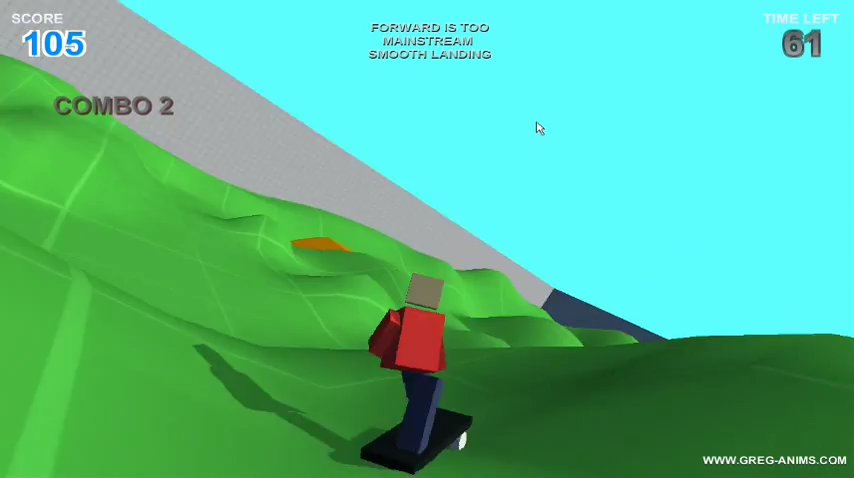 SCORE
105
FORWARD IS TOO
MAINSTREAM
SMOOTH LANDING
TIME LEFT
61
COMBO 2
WWW.GREG-ANIMS.COM